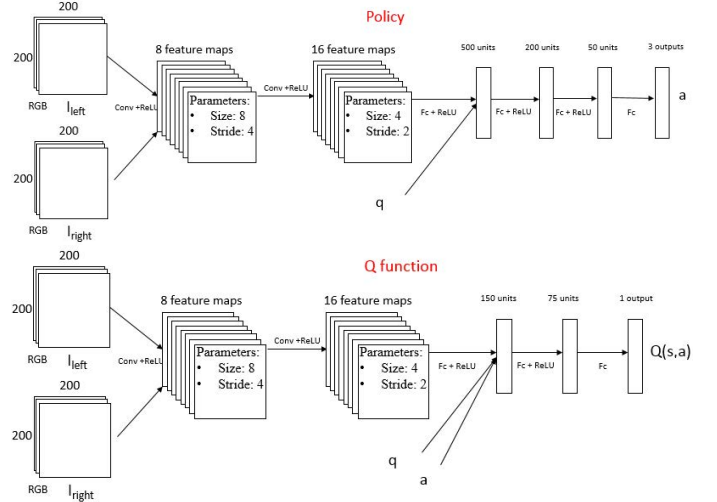 Policy
200
200
RGB
I left
200
200
RGB
I right
Conv +ReLU
8 feature maps
Parameters:
• Size: 8
• Stride: 4
Conv +ReLU
16 feature maps
Parameters:
• Size: 4
• Stride: 2
Fc + ReLU
q
500 units
Fc + ReLU
200 units
Fc + ReLU
50 units
Fc
3 outputs
a
Q function
200
200
RGB
I left
200
200
RGB
I right
Conv +ReLU
8 feature maps
Parameters:
• Size: 8
• Stride: 4
Conv +ReLU
16 feature maps
Parameters:
• Size: 4
• Stride: 2
Fc + ReLU
q
a
150 units
Fc + ReLU
75 units
Fc
1 output
Q(s,a)